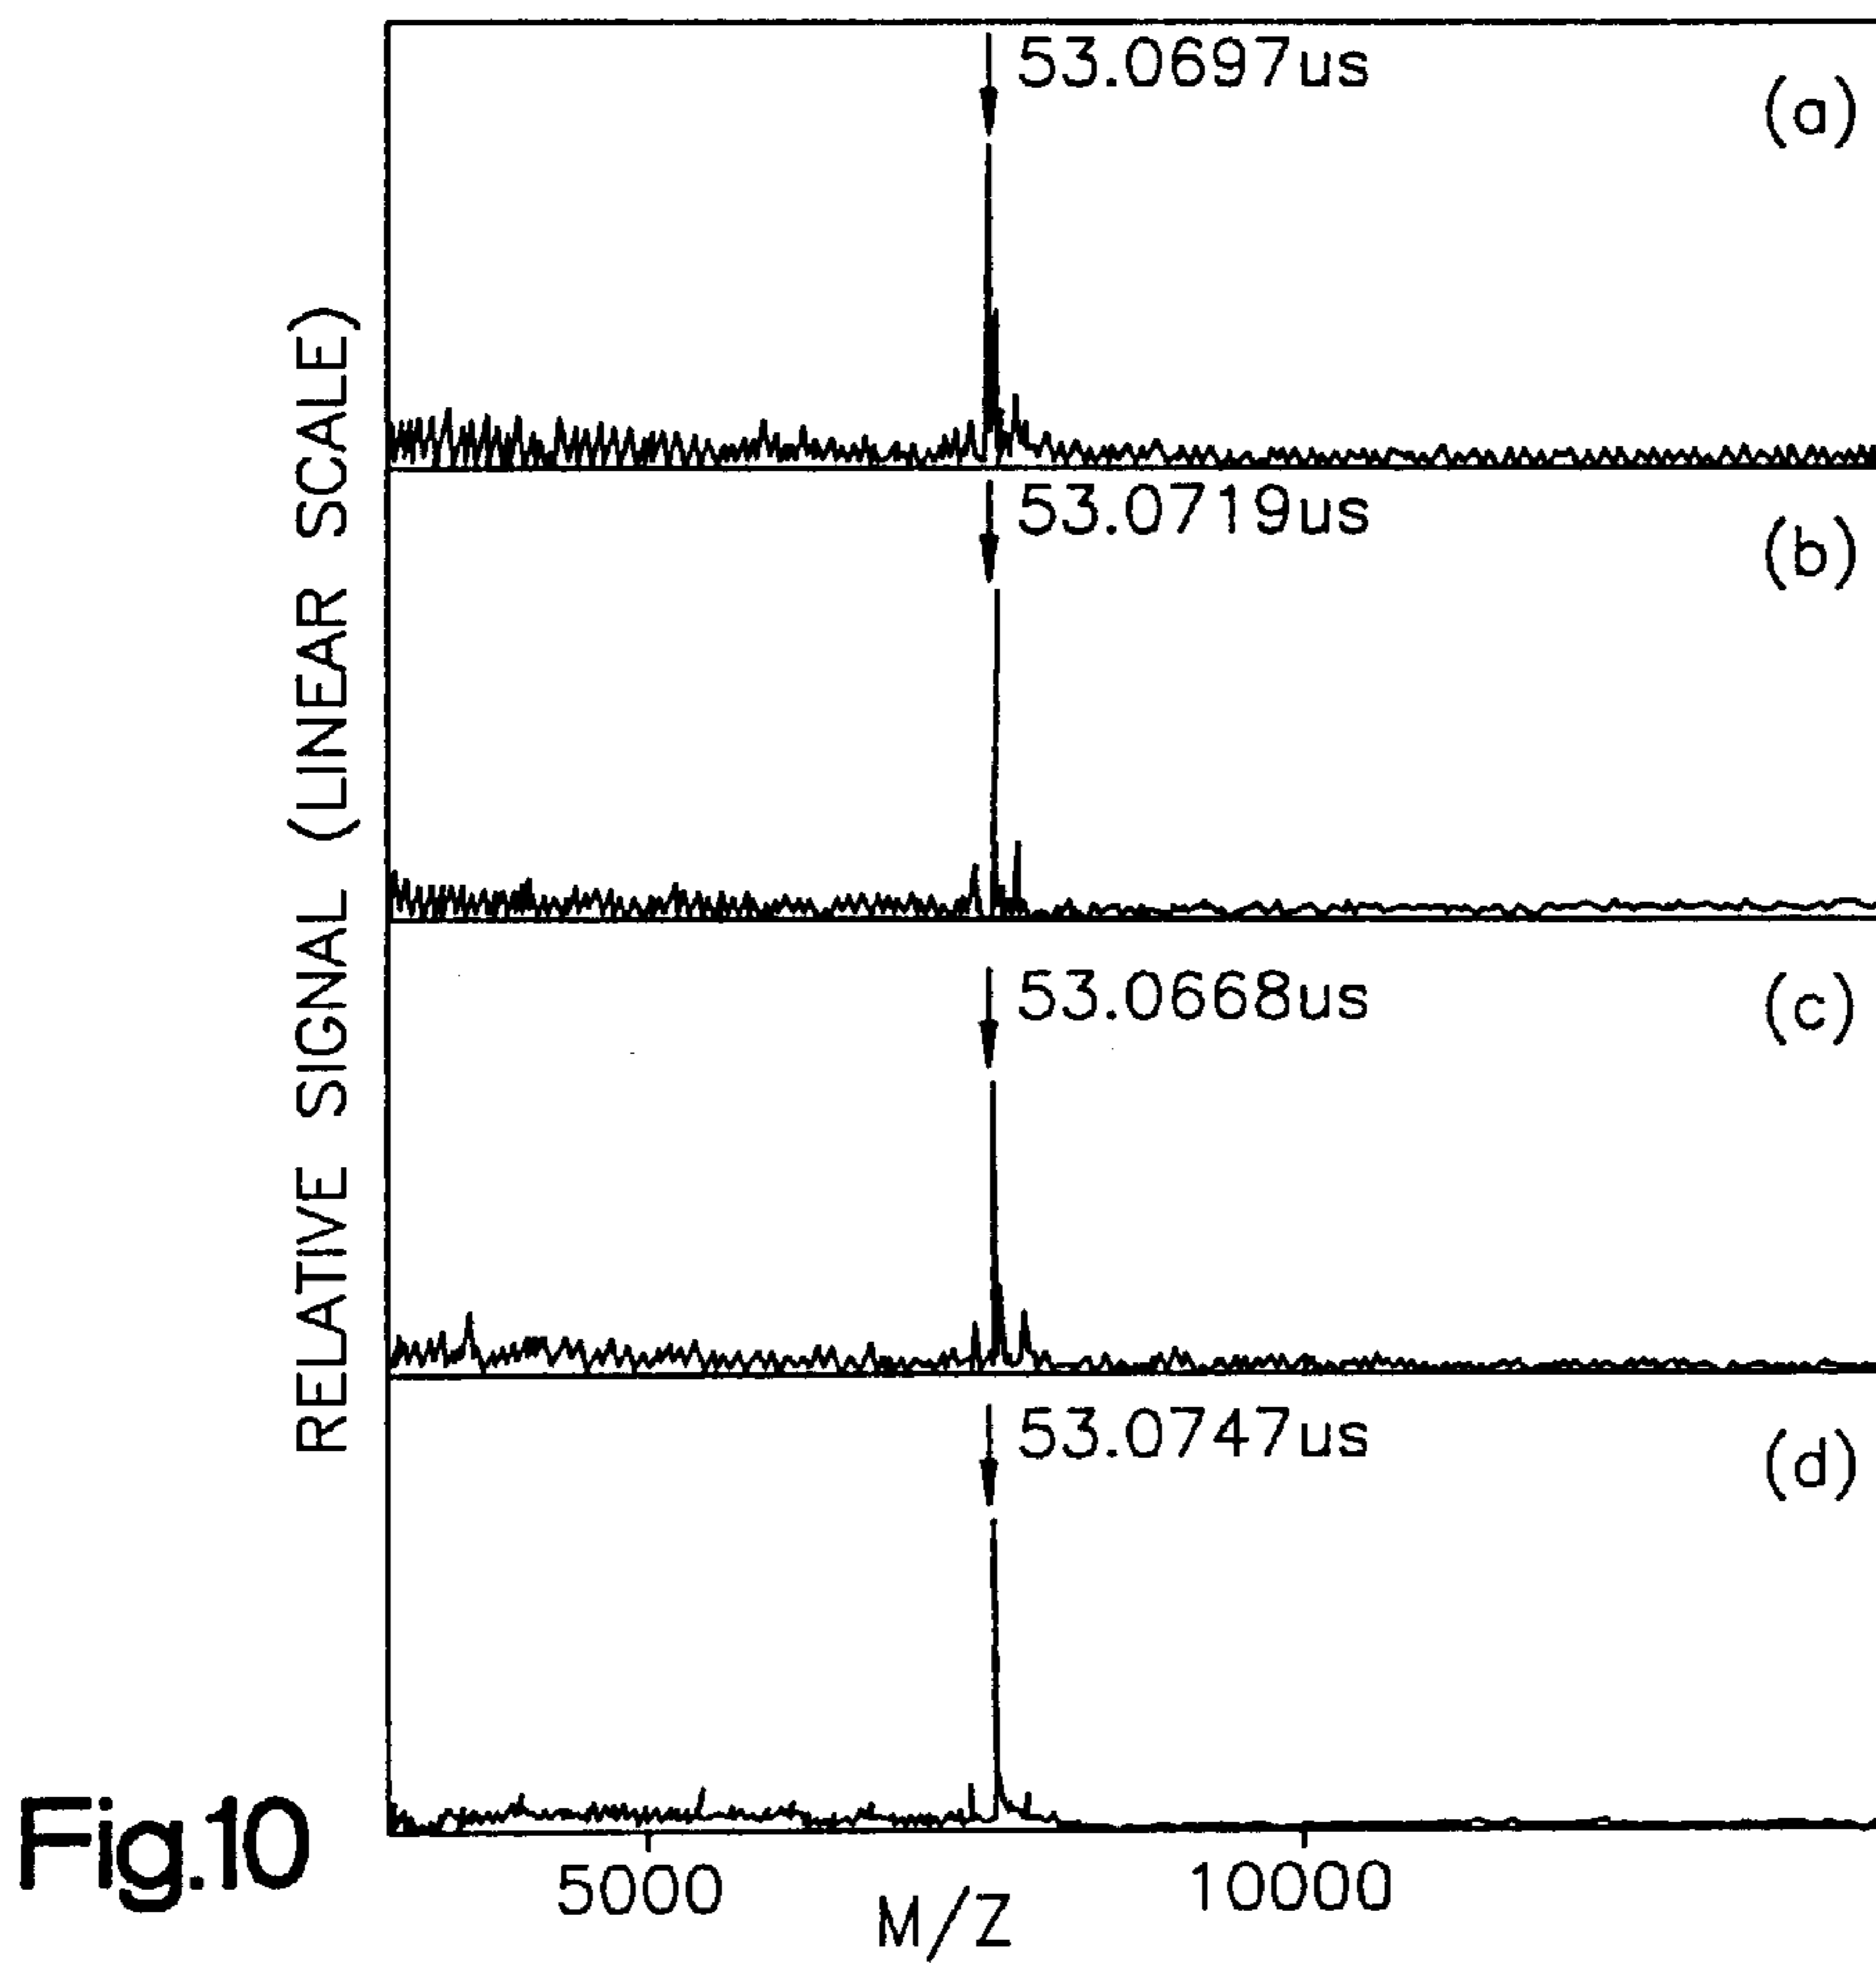 53.0697us
(a)
53.0719us
(b)
RELATIVE SIGNAL (LINEAR SCALE)
53.0668us
(c)
53.0747us
(d)
5000
10000
M/Z
Fig.10